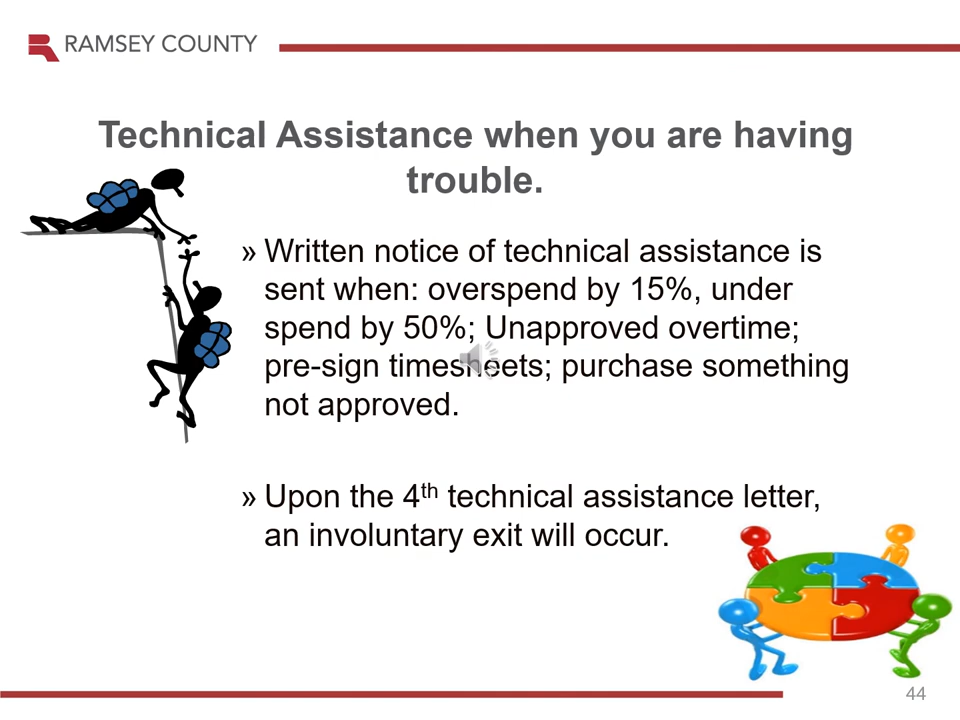 RAMSEY COUNTY
Technical Assistance when you are having
trouble.
» Written notice of technical assistance is
sent when: overspend by 15%, under
spend by 50%; Unapproved overtime;
pre-sign timesheets; purchase something
not approved.
» Upon the 4th technical assistance letter,
an involuntary exit will occur.
44